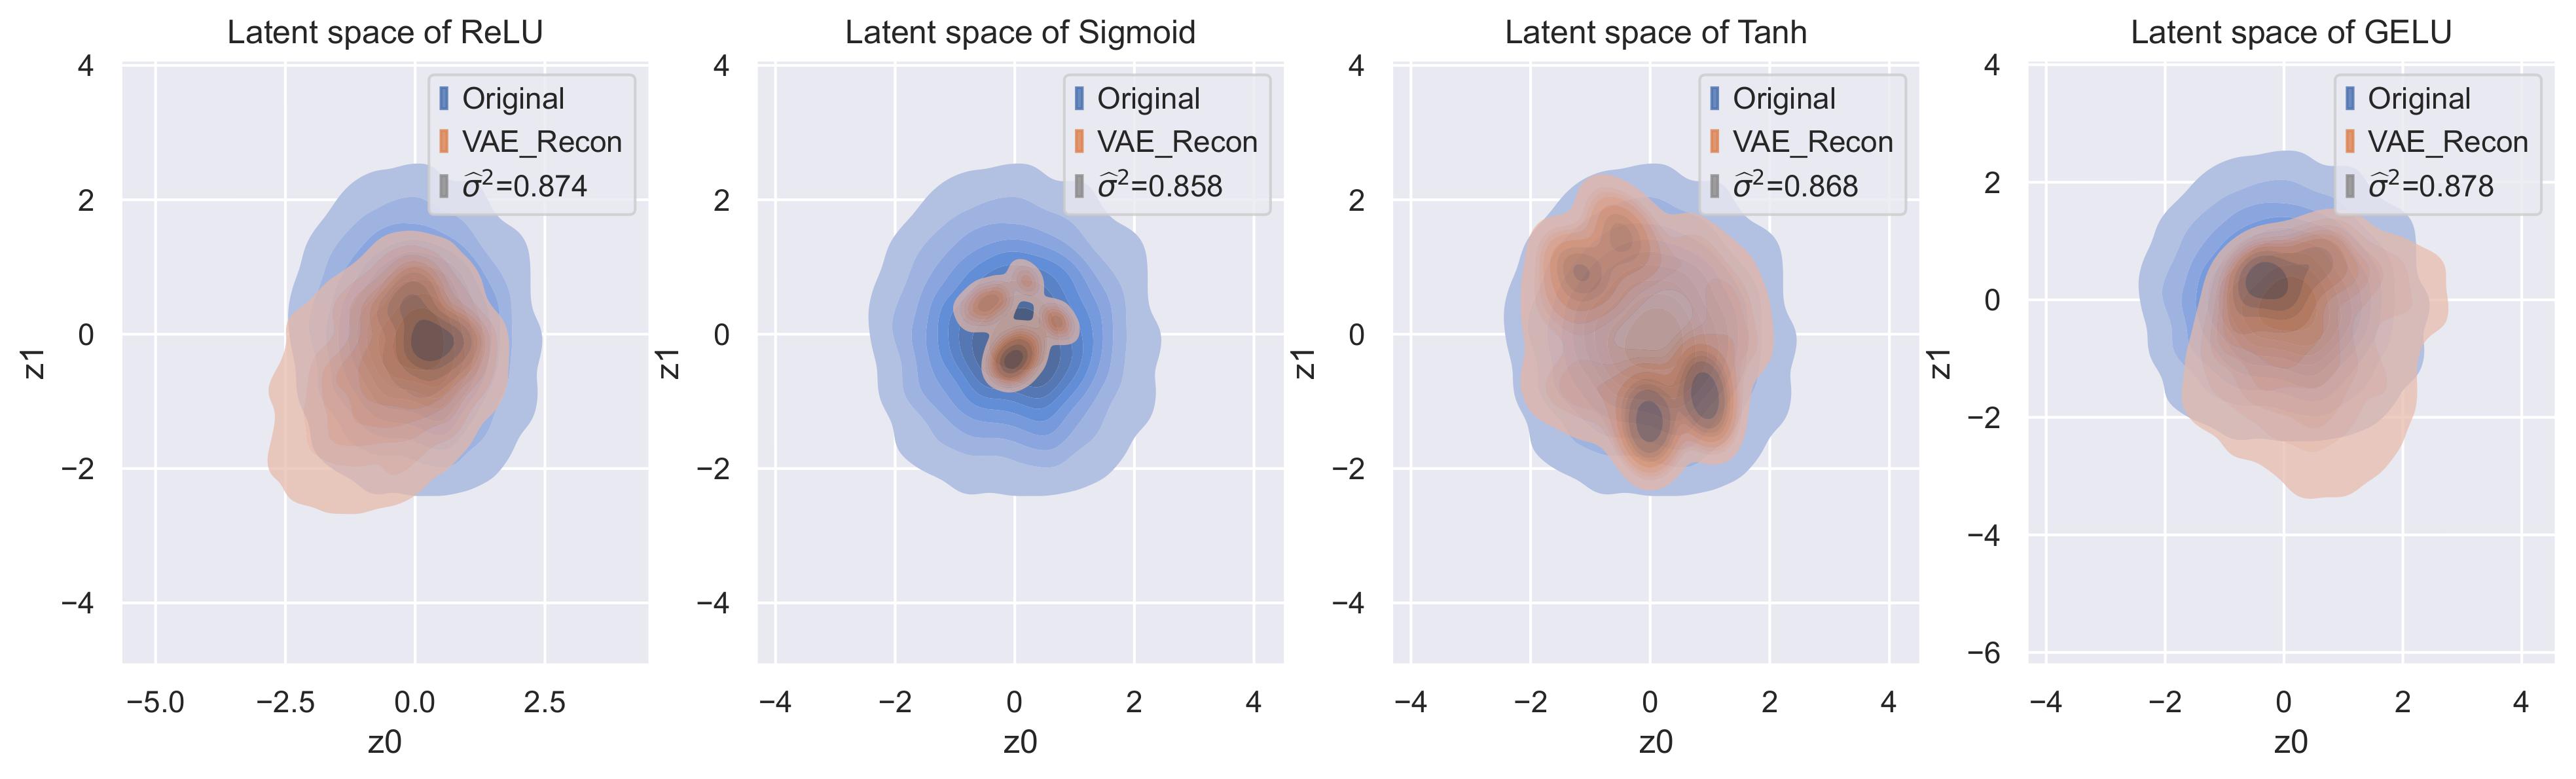 Latent space of ReLU
4
2
0
−2
−4
z1
−5.0 −2.5 0.0 2.5
z0
Original
VAE_Recon
σ̂²=0.874
Latent space of Sigmoid
4
2
0
−2
−4
z1
−4 −2 0 2 4
z0
Original
VAE_Recon
σ̂²=0.858
Latent space of Tanh
4
2
0
−2
−4
z1
−4 −2 0 2 4
z0
Original
VAE_Recon
σ̂²=0.868
Latent space of GELU
4
2
0
−2
−4
−6
z1
−4 −2 0 2 4
z0
Original
VAE_Recon
σ̂²=0.878